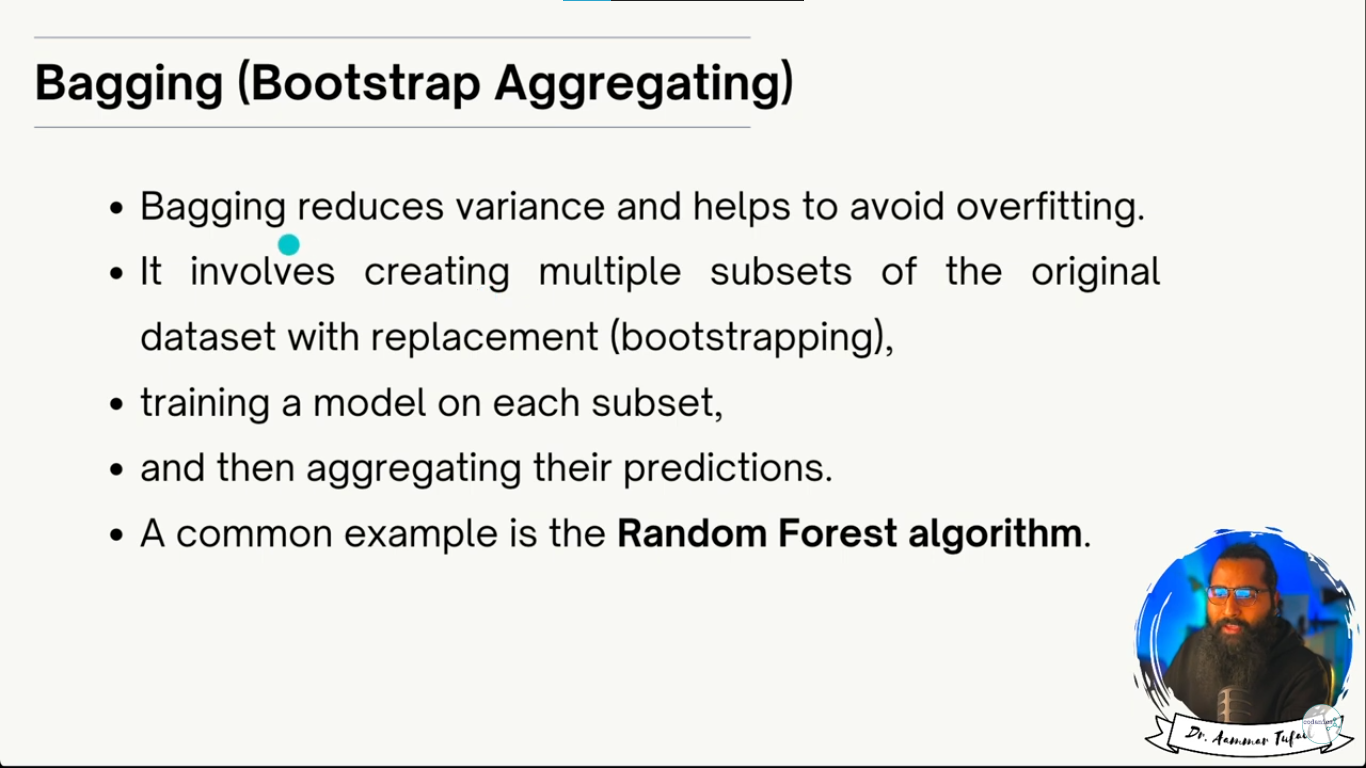 Bagging (Bootstrap Aggregating)
• Bagging reduces variance and helps to avoid overfitting.
• It involves creating multiple subsets of the original
dataset with replacement (bootstrapping),
• training a model on each subset,
• and then aggregating their predictions.
• A common example is the Random Forest algorithm.
Dr. Aammar